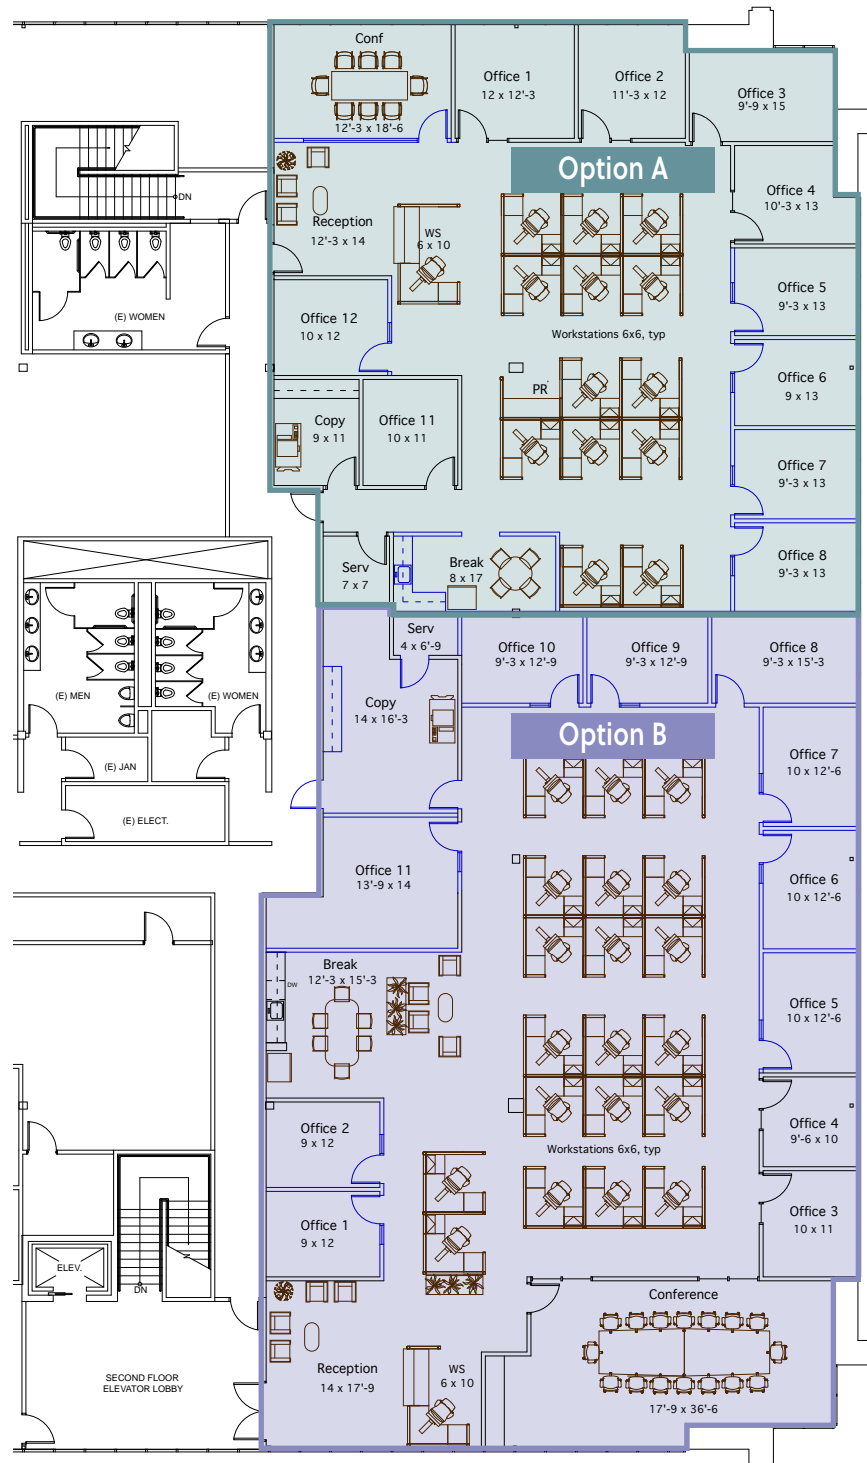 Conf
12'-3 x 18'-6
Office 1
12 x 12'-3
Office 2
11'-3 x 12
Office 3
9'-9 x 15
Option A
Office 4
10'-3 x 13
DN
Reception
12'-3 x 14
WS
6 x 10
(E) WOMEN
Office 12
10 x 12
Workstations 6x6, typ
Office 5
9'-3 x 13
Office 6
9 x 13
PR
Copy
9 x 11
Office 11
10 x 11
Office 7
9'-3 x 13
Serv
7 x 7
Break
8 x 17
Office 8
9'-3 x 13
Serv
4 x 6'-9
Office 10
9'-3 x 12'-9
Office 9
9'-3 x 12'-9
Office 8
9'-3 x 15'-3
(E) MEN
(E) WOMEN
Copy
14 x 16'-3
Option B
(E) JAN
Office 7
10 x 12'-6
(E) ELECT.
Office 11
13'-9 x 14
Office 6
10 x 12'-6
Break
12'-3 x 15'-3
DW
Office 5
10 x 12'-6
Office 2
9 x 12
Office 4
9'-6 x 10
Workstations 6x6, typ
Office 1
9 x 12
Office 3
10 x 11
ELEV.
DN
Conference
17'-9 x 36'-6
SECOND FLOOR
ELEVATOR LOBBY
Reception
14 x 17'-9
WS
6 x 10